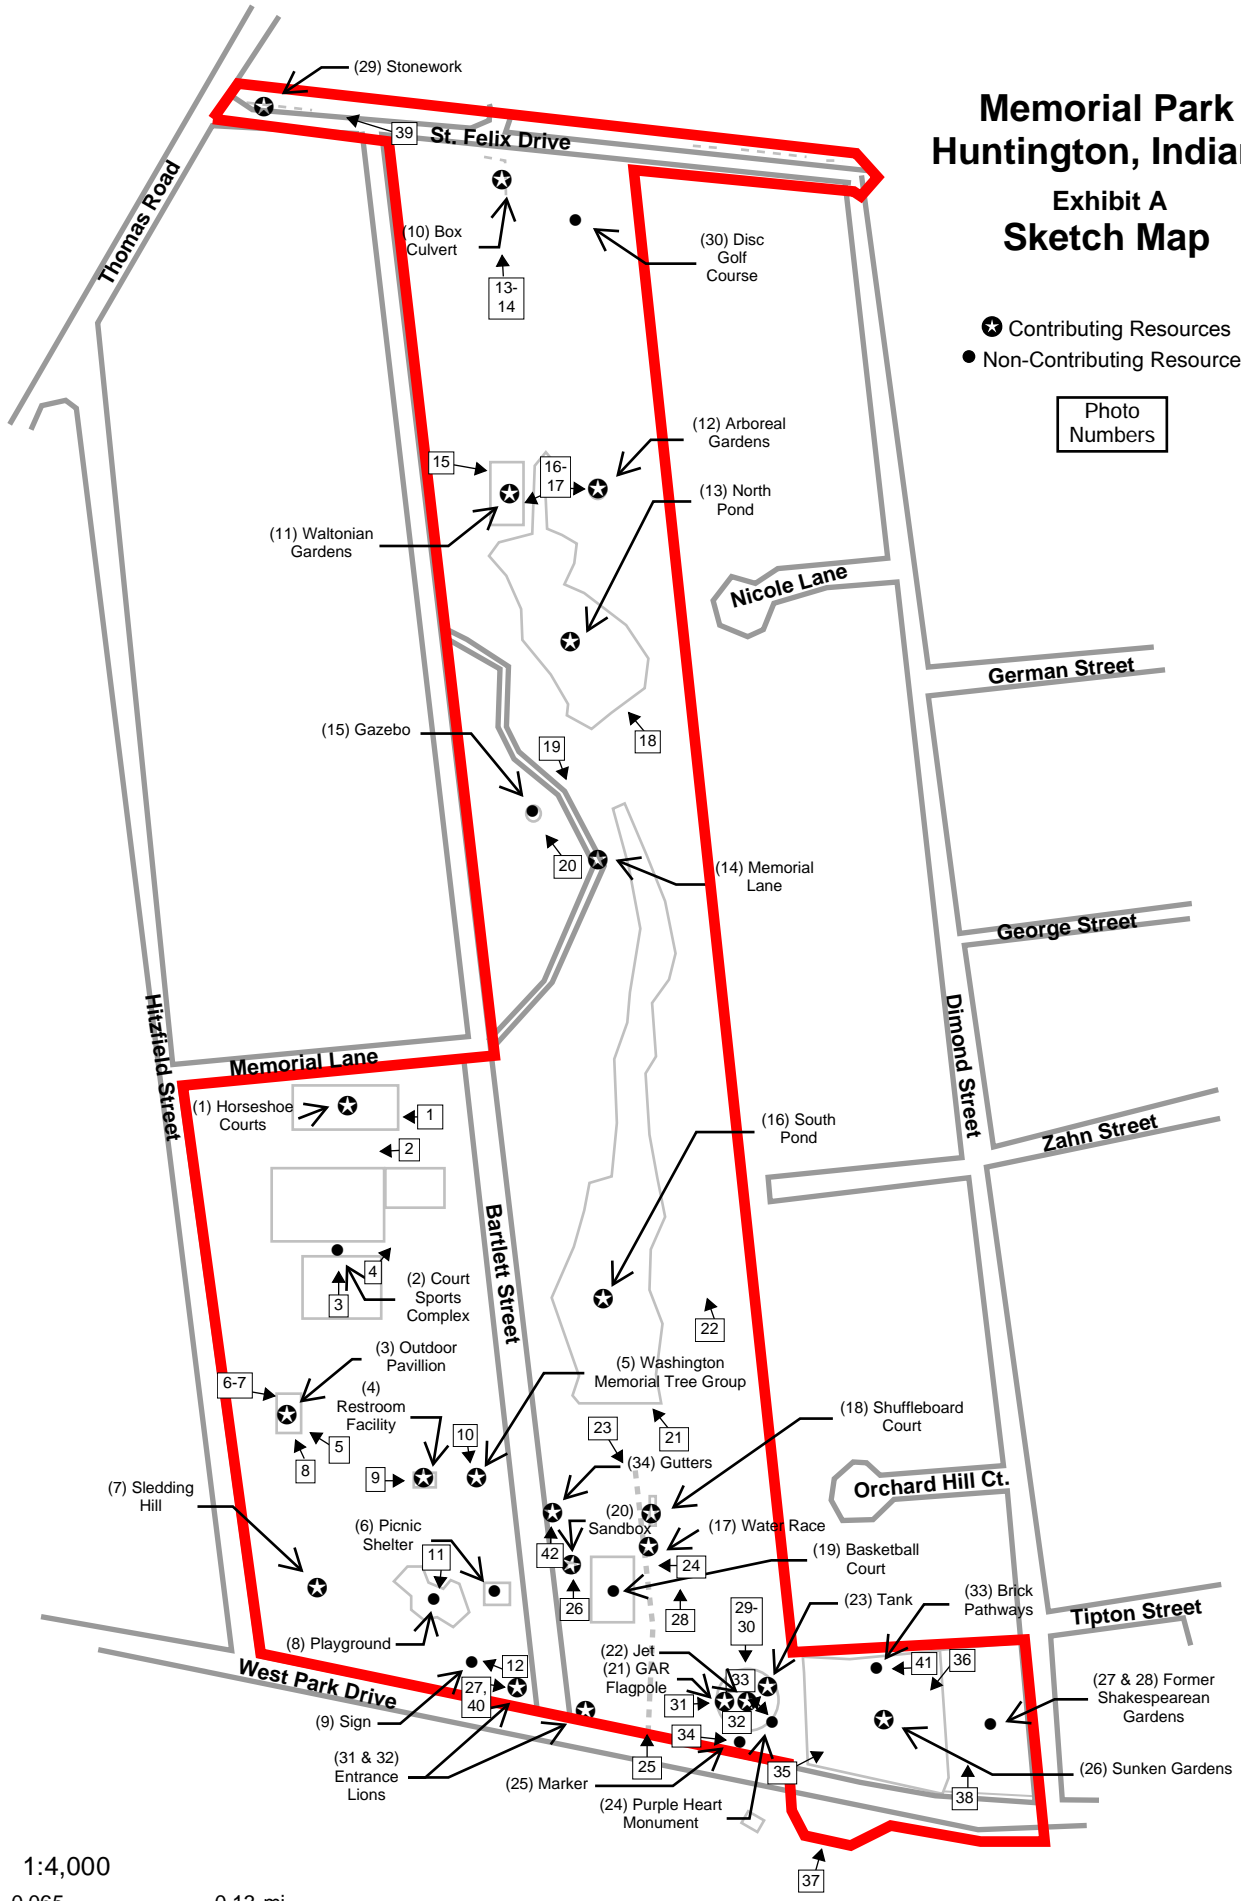 Memorial Park
Huntington, Indian
Exhibit A
Sketch Map
Contributing Resources
Non-Contributing Resource
Photo
Numbers
(29) Stonework
39
St. Felix Drive
Thomas Road
(10) Box
Culvert
13-
14
(30) Disc
Golf
Course
(12) Arboreal
Gardens
15
16-
17
(13) North
Pond
(11) Waltonian
Gardens
Nicole Lane
German Street
(15) Gazebo
18
19
20
(14) Memorial
Lane
George Street
Hitzfield Street
Dimond Street
Memorial Lane
(1) Horseshoe
Courts
1
2
(16) South
Pond
Zahn Street
Bartlett Street
4
3
(2) Court
Sports
Complex
22
(3) Outdoor
Pavillion
(5) Washington
Memorial Tree Group
6-7
(4)
Restroom
Facility
(18) Shuffleboard
Court
23
21
10
5
8
9
(34) Gutters
Orchard Hill Ct.
(7) Sledding
Hill
(6) Picnic
Shelter
(20)
Sandbox
(17) Water Race
11
42
24
(19) Basketball
Court
26
28
29-
30
(23) Tank
(33) Brick
Pathways
Tipton Street
(8) Playground
(22) Jet
(21) GAR
Flagpole
33
41
36
12
27,
40
31
32
(27 & 28) Former
Shakespearean
Gardens
West Park Drive
(9) Sign
34
(31 & 32)
Entrance
Lions
25
35
(26) Sunken Gardens
(25) Marker
38
(24) Purple Heart
Monument
37
1:4,000